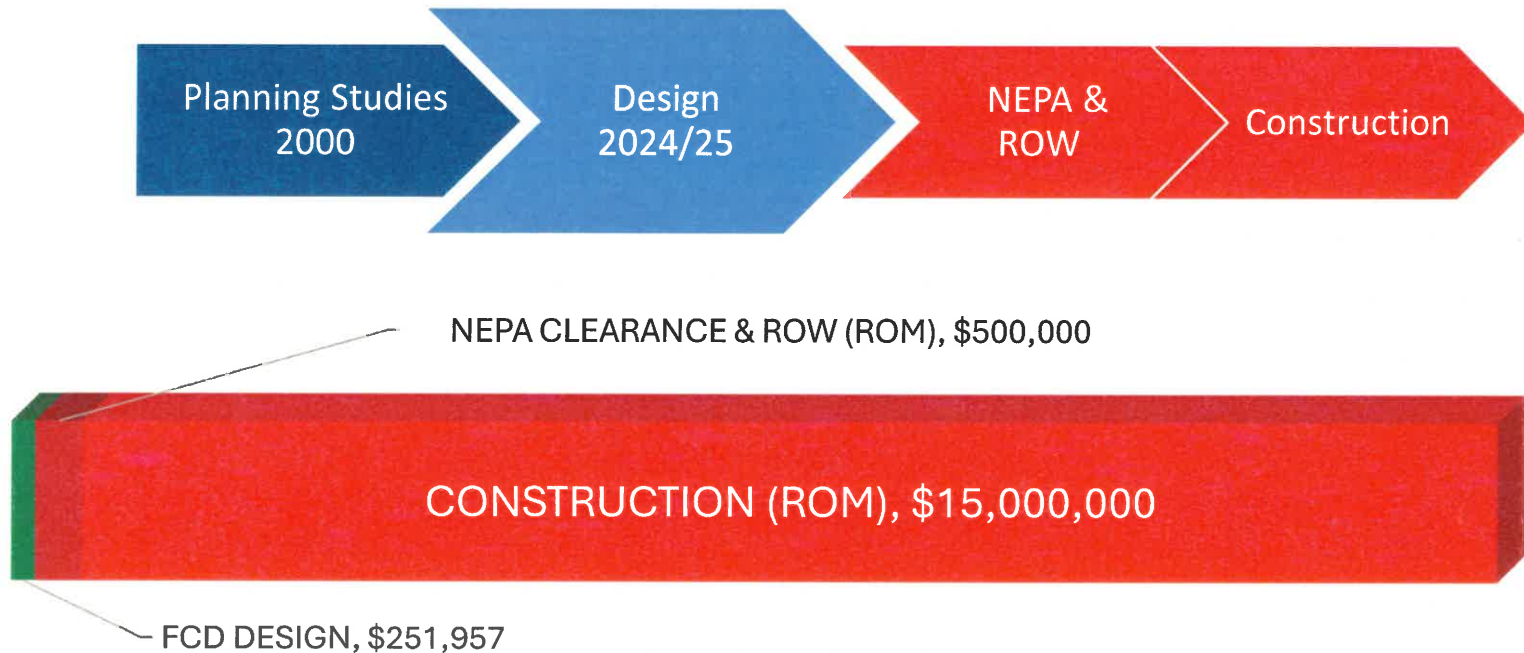 Planning Studies
2000
Design
2024/25
NEPA &
ROW
Construction
NEPA CLEARANCE & ROW (ROM), $500,000
CONSTRUCTION (ROM), $15,000,000
FCD DESIGN, $251,957